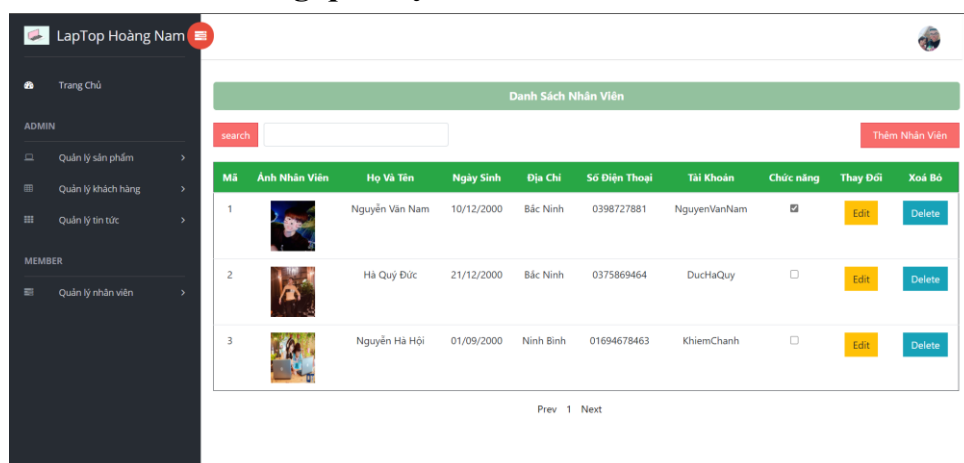 LapTop Hoàng Nam
Trang Chủ
ADMIN
Quản lý sản phẩm
Quản lý khách hàng
Quản lý tin tức
MEMBER
Quản lý nhân viên
Danh Sách Nhân Viên
search
Thêm Nhân Viên
Mã Ảnh Nhân Viên Họ Và Tên Ngày Sinh Địa Chỉ Số Điện Thoại Tài Khoản Chức năng Thay Đổi Xoá Bỏ
1 Nguyễn Văn Nam 10/12/2000 Bắc Ninh 0398727881 NguyenVanNam Edit Delete
2 Hà Quý Đức 21/12/2000 Bắc Ninh 0375869464 DucHaQuy Edit Delete
3 Nguyễn Hà Hội 01/09/2000 Ninh Bình 01694678463 KhiemChanh Edit Delete
Prev 1 Next